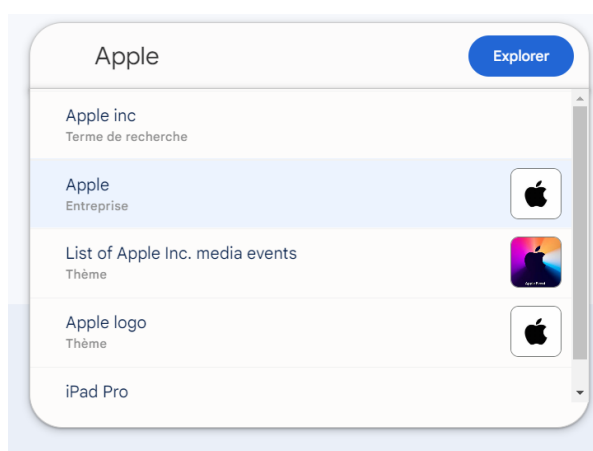 Apple
Explorer
Apple inc
Terme de recherche
Apple
Entreprise
List of Apple Inc. media events
Thème
Apple logo
Thème
iPad Pro